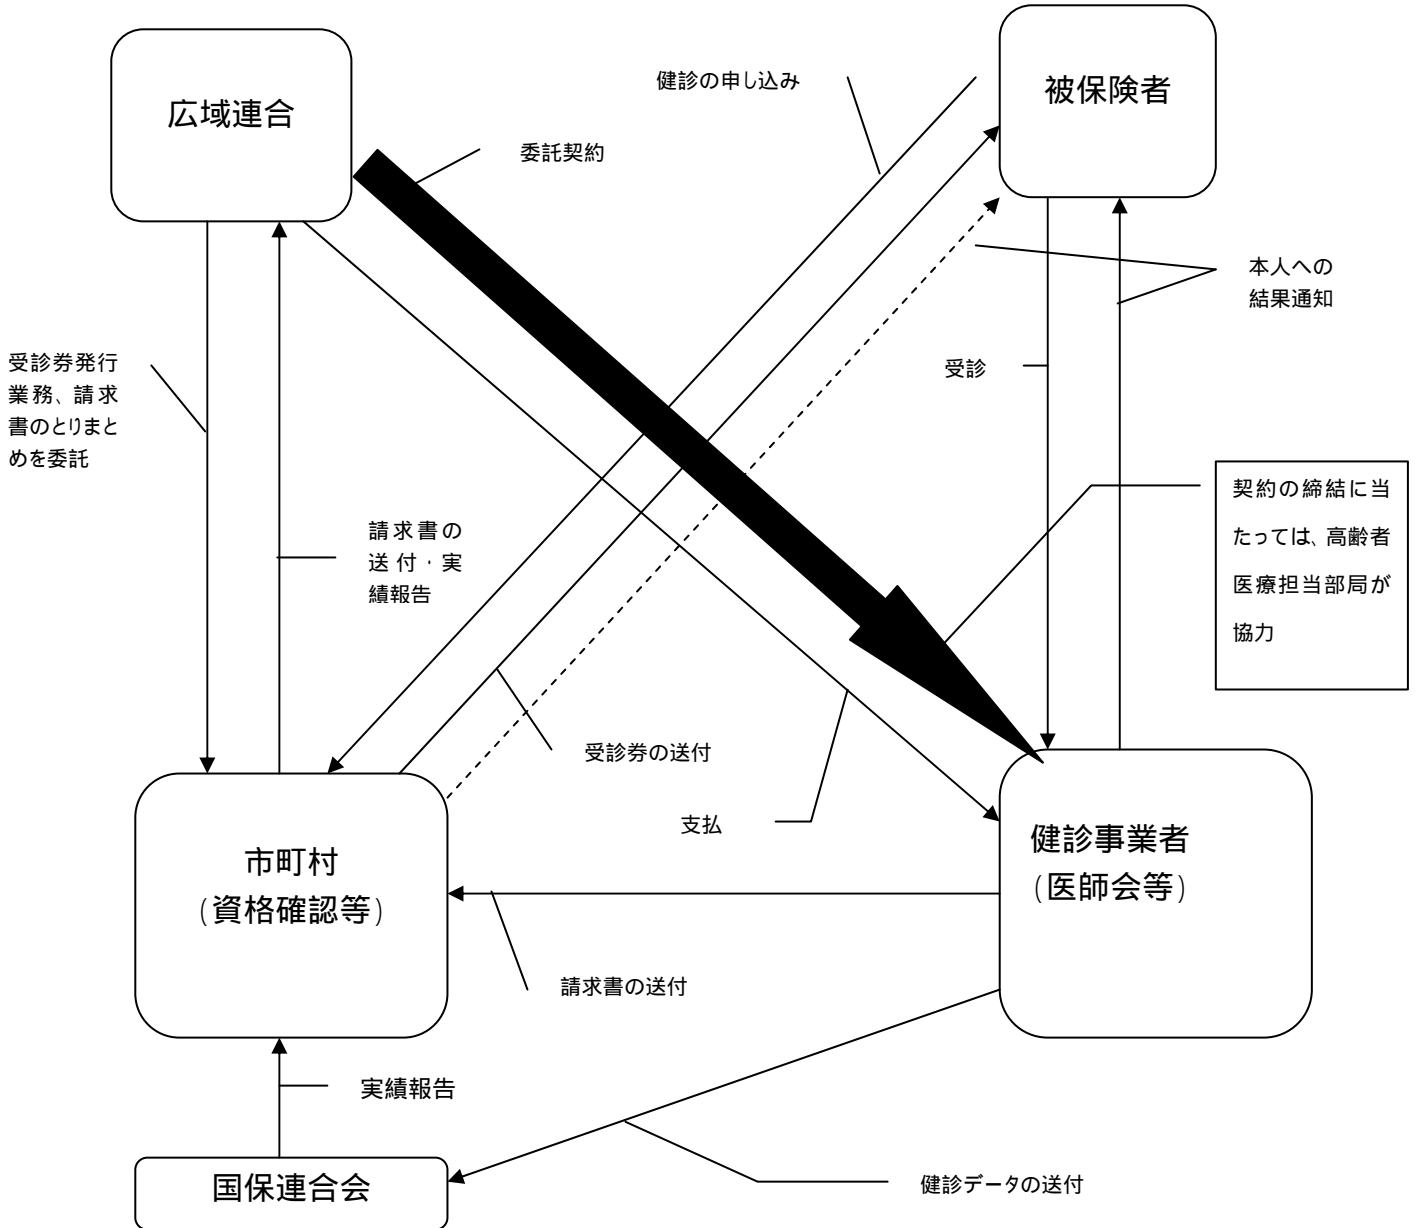 広域連合
被保険者
健診の申し込み
委託契約
本人への
結果通知
受診
受診券発行
業務、請求
書のとりまと
めを委託
請求書の
送付・実
績報告
契約の締結に当
たっては、高齢者
医療担当部局が
協力
受診券の送付
支払
市町村
(資格確認等)
健診事業者
(医師会等)
請求書の送付
実績報告
国保連合会
健診データの送付